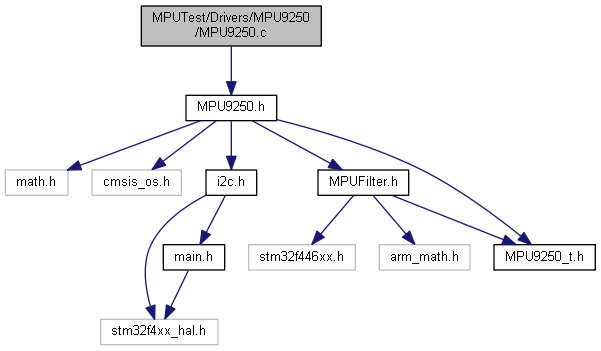 MPUTest/Drivers/MPU9250
/MPU9250.c
MPU9250.h
math.h
cmsis_os.h
i2c.h
MPUFilter.h
main.h
stm32f446xx.h
arm_math.h
MPU9250_t.h
stm32f4xx_hal.h